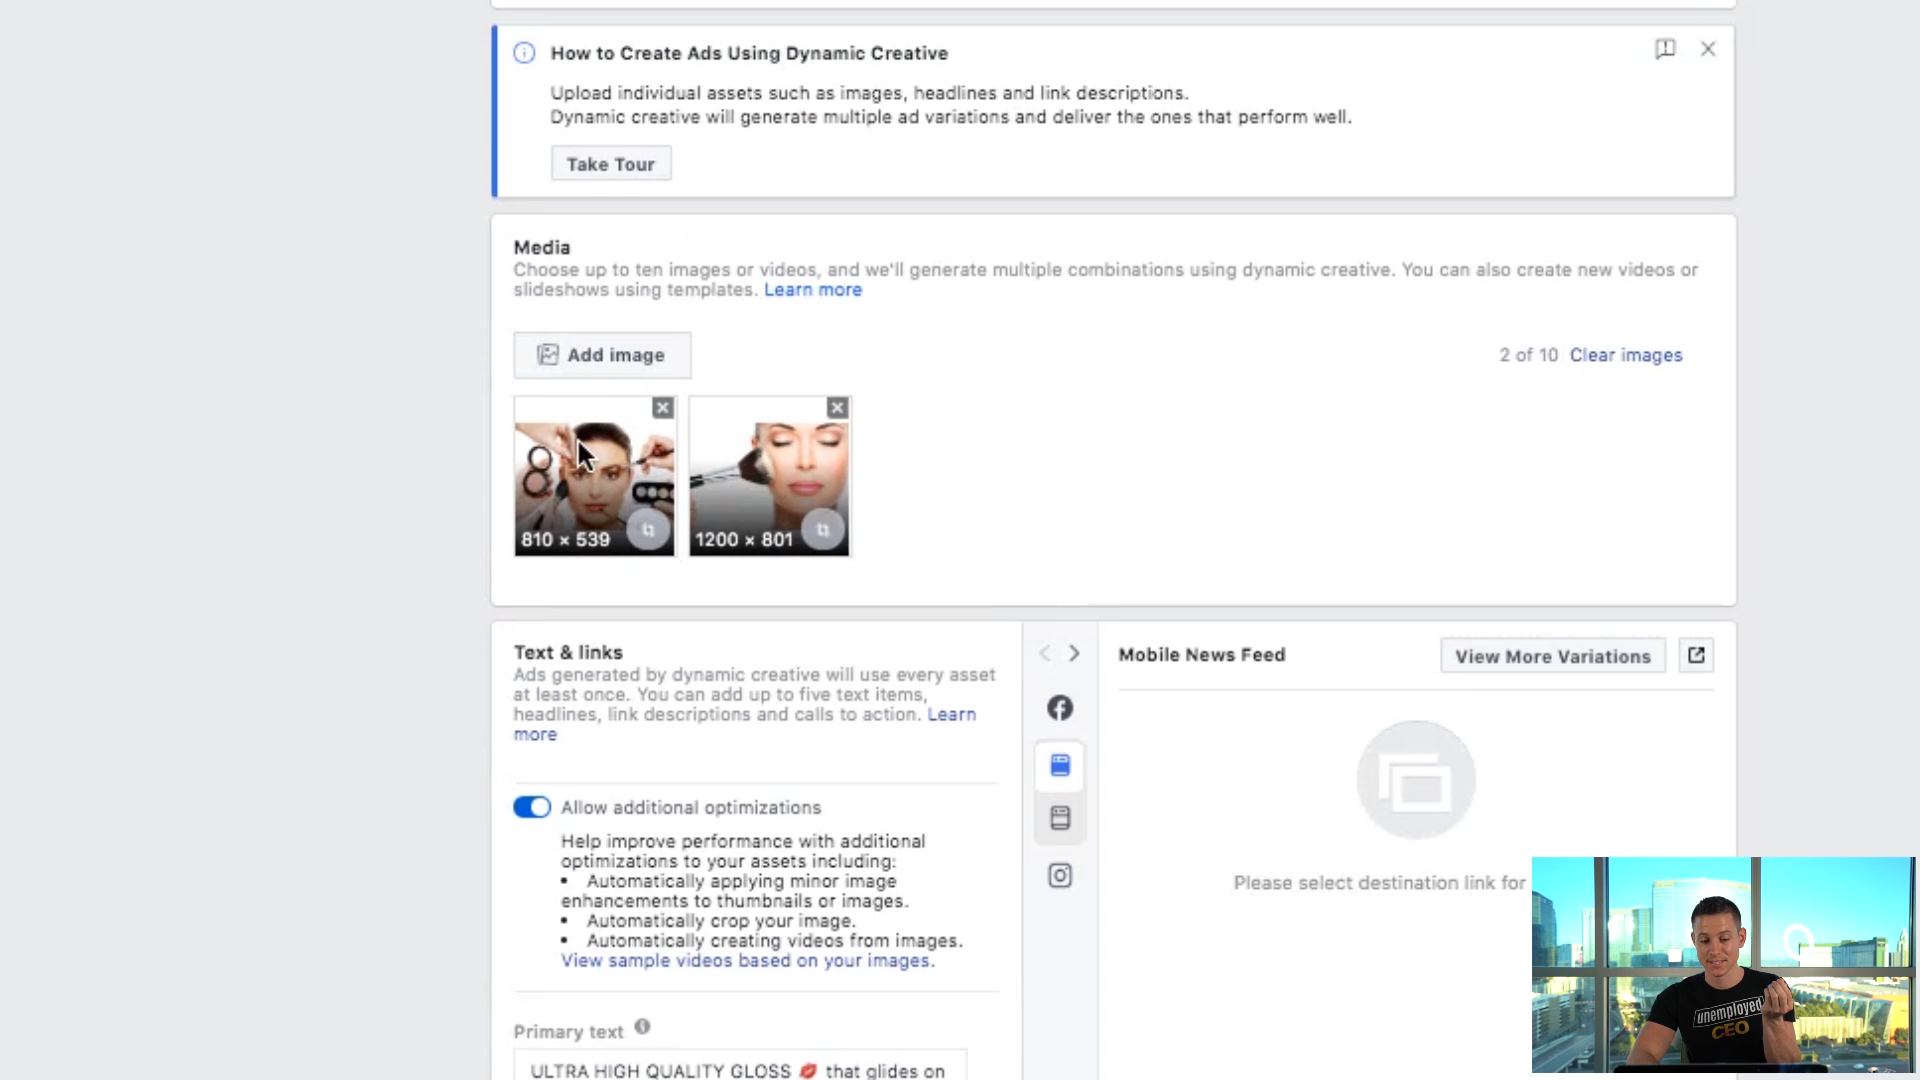 How to Create Ads Using Dynamic Creative
Upload individual assets such as images, headlines and link descriptions.
Dynamic creative will generate multiple ad variations and deliver the ones that perform well.
Take Tour
Media
Choose up to ten images or videos, and we'll generate multiple combinations using dynamic creative. You can also create new videos or
slideshows using templates. Learn more
Add image
2 of 10 Clear images
810 × 539
1200 × 801
Text & links
Ads generated by dynamic creative will use every asset
at least once. You can add up to five text items,
headlines, link descriptions and calls to action. Learn
more
Allow additional optimizations
Help improve performance with additional
optimizations to your assets including:
• Automatically applying minor image
enhancements to thumbnails or images.
• Automatically crop your image.
• Automatically creating videos from images.
View sample videos based on your images.
Primary text
ULTRA HIGH QUALITY GLOSS 💋 that glides on
Mobile News Feed
View More Variations
Please select destination link for
unemployed
CEO